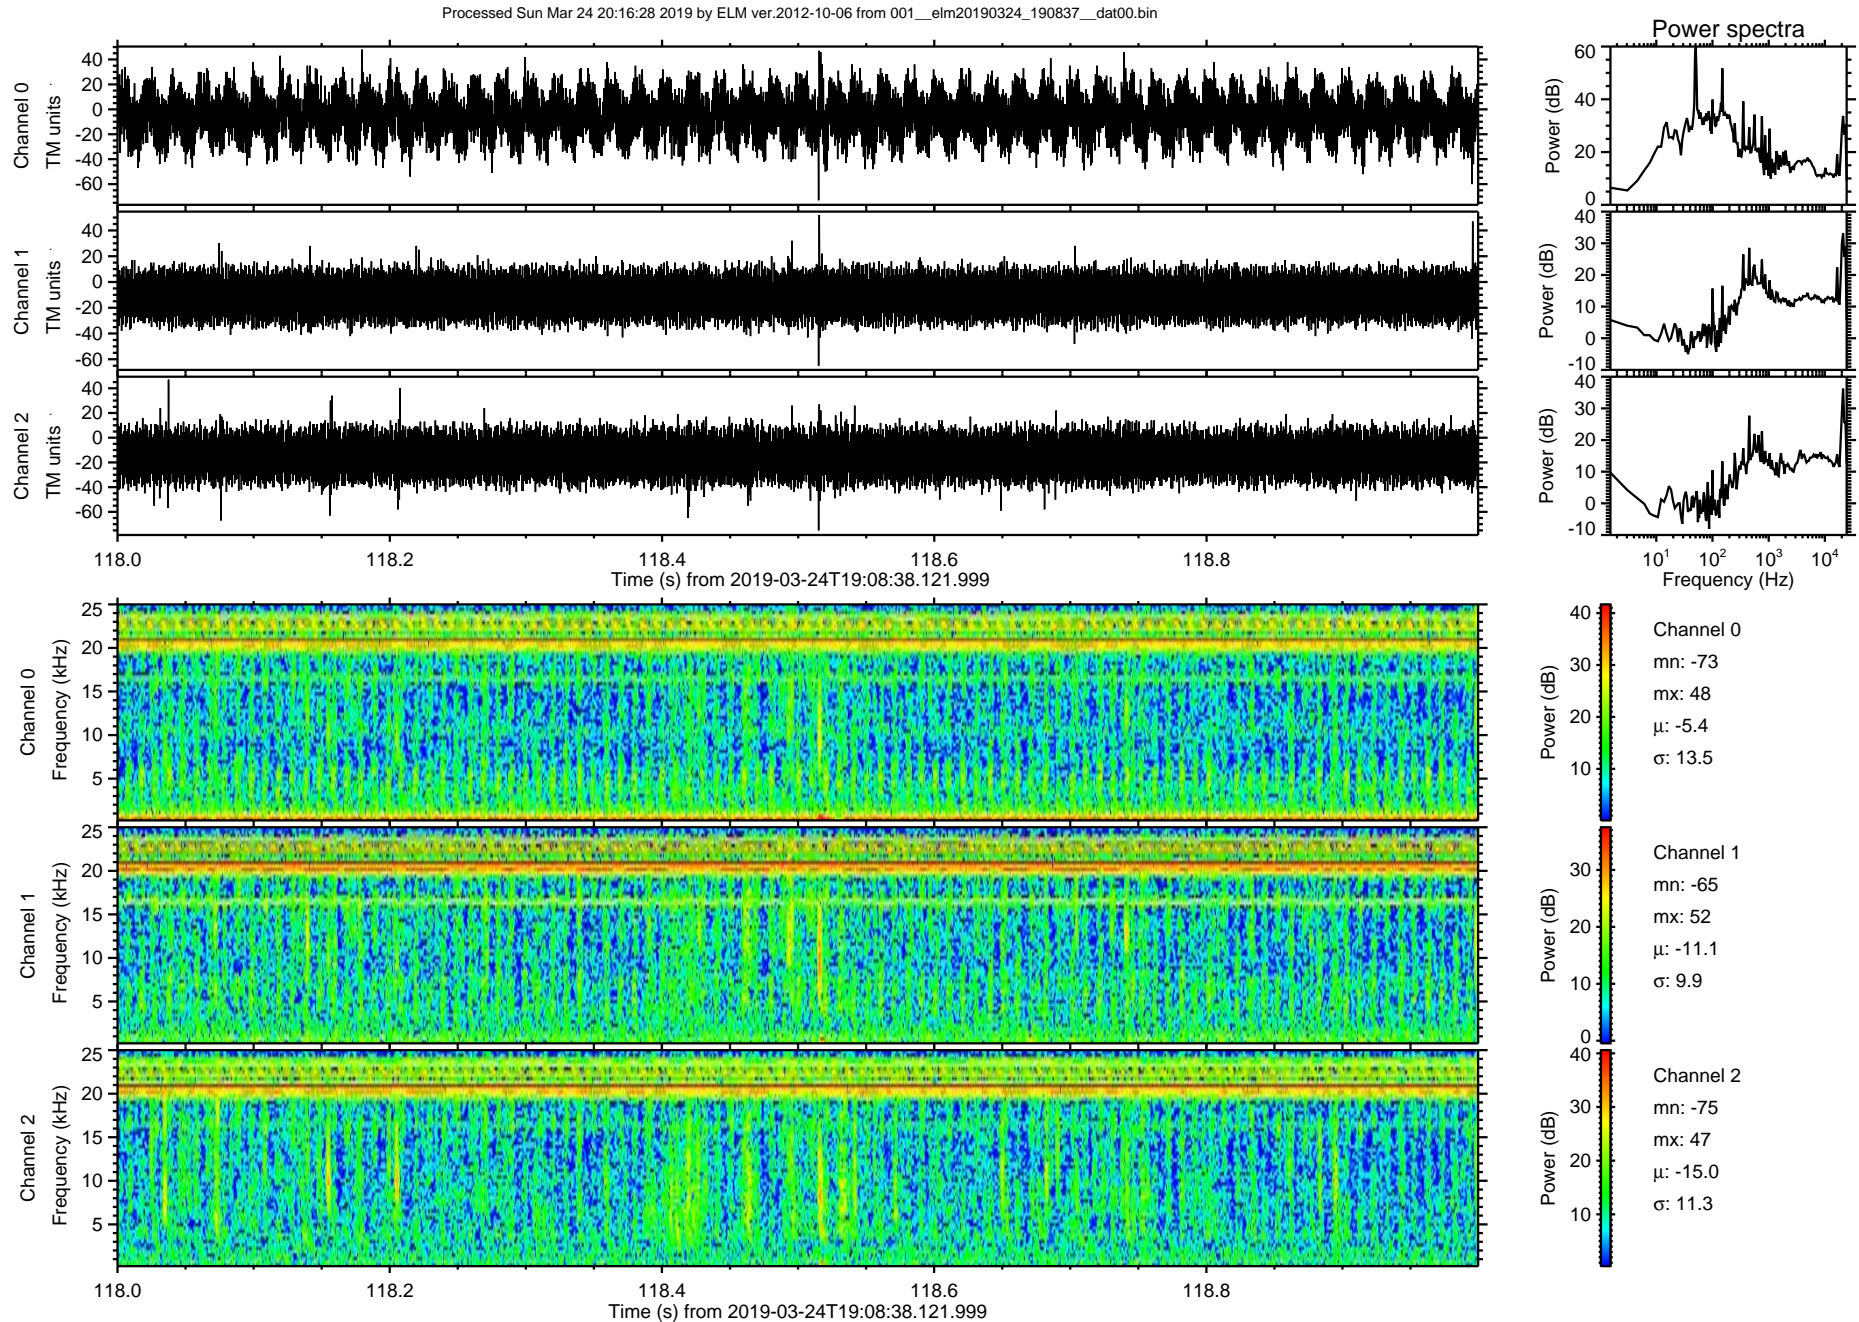 Processed Sun Mar 24 20:16:28 2019 by ELM ver.2012-10-06 from 001__elm20190324_190837__dat00.bin
Power spectra
Channel 0
TM units
40
20
0
-20
-40
-60
Power (dB)
60
40
20
0
Channel 1
TM units
40
20
0
-20
-40
-60
Power (dB)
40
30
20
10
0
-10
Channel 2
TM units
40
20
0
-20
-40
-60
Power (dB)
40
30
20
10
0
-10
118.0 118.2 118.4 118.6 118.8
Time (s) from 2019-03-24T19:08:38.121.999
10¹ 10² 10³ 10⁴
Frequency (Hz)
Channel 0
Frequency (kHz)
25
20
15
10
5
Power (dB)
40
30
20
10
Channel 0
mn: -73
mx: 48
µ: -5.4
σ: 13.5
Channel 1
Frequency (kHz)
25
20
15
10
5
Power (dB)
30
20
10
0
Channel 1
mn: -65
mx: 52
µ: -11.1
σ: 9.9
Channel 2
Frequency (kHz)
25
20
15
10
5
Power (dB)
40
30
20
10
Channel 2
mn: -75
mx: 47
µ: -15.0
σ: 11.3
118.0 118.2 118.4 118.6 118.8
Time (s) from 2019-03-24T19:08:38.121.999